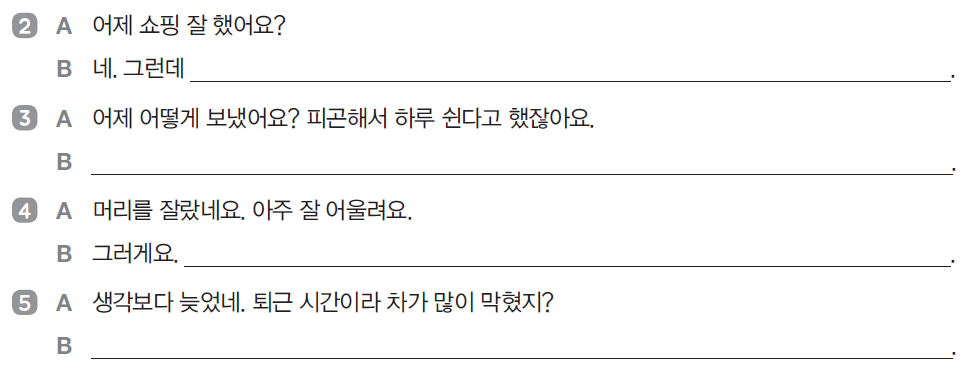 2 A 어제 쇼핑 잘 했어요?
B 네. 그런데 .
3 A 어제 어떻게 보냈어요? 피곤해서 하루 쉰다고 했잖아요.
B .
4 A 머리를 잘랐네요. 아주 잘 어울려요.
B 그러게요. .
5 A 생각보다 늦었네. 퇴근 시간이라 차가 많이 막혔지?
B .